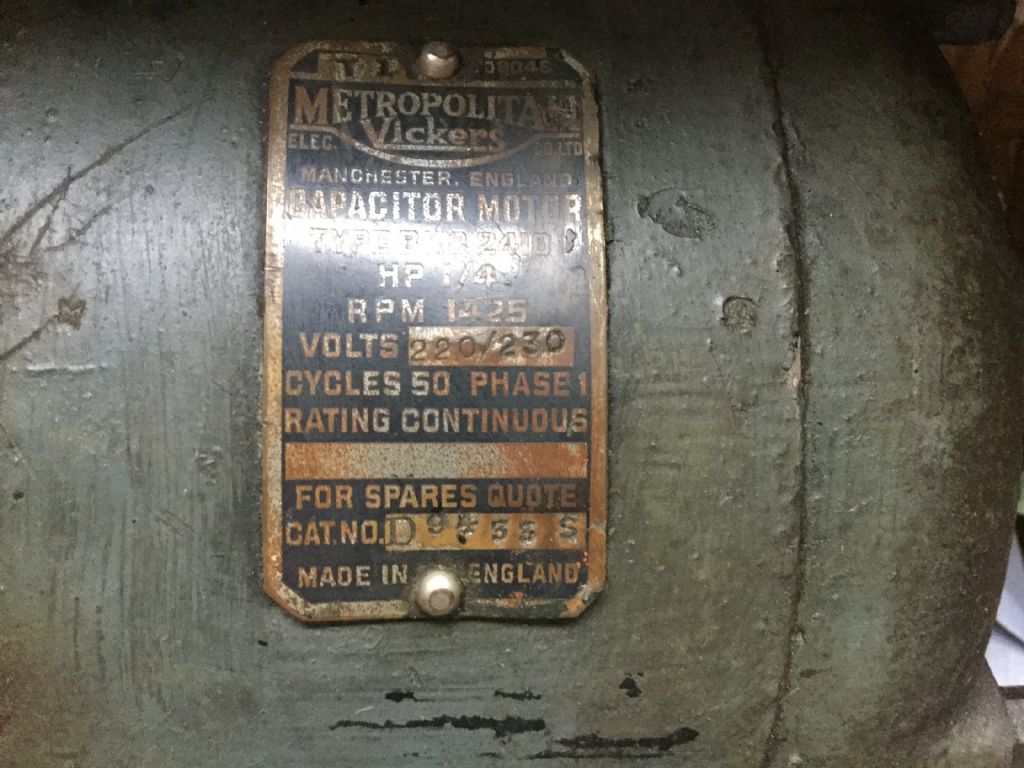 METROPOLITAN
Vickers
ELEC. CO. LTD
MANCHESTER. ENGLAND
CAPACITOR MOTOR
TYPE
HP 1/4
RPM 1425
VOLTS 220/230
CYCLES 50 PHASE 1
RATING CONTINUOUS
FOR SPARES QUOTE
CAT. NO.
MADE IN ENGLAND